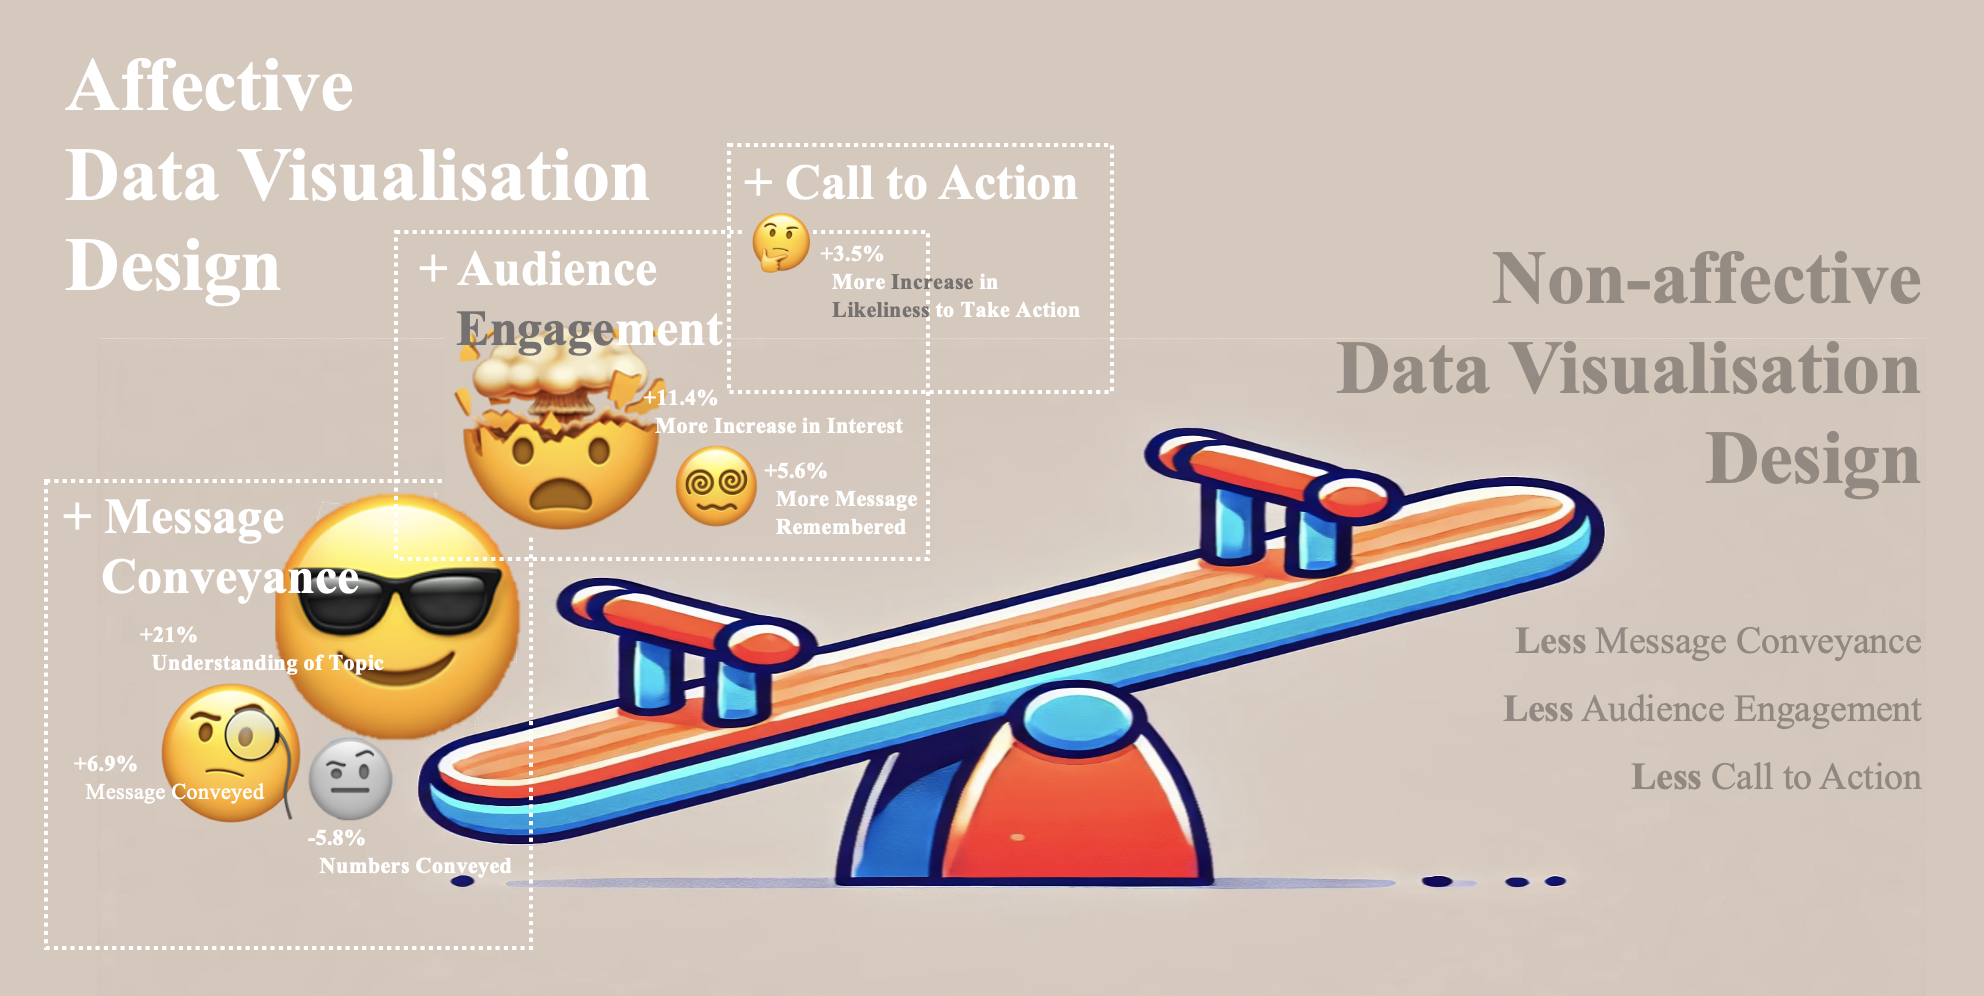 Affective
Data Visualisation
Design
+ Call to Action
+3.5%
More Increase in
Likeliness to Take Action
+ Audience
Engagement
+11.4%
More Increase in Interest
+5.6%
More Message
Remembered
+ Message
Conveyance
+21%
Understanding of Topic
+6.9%
Message Conveyed
-5.8%
Numbers Conveyed
Non-affective
Data Visualisation
Design
Less Message Conveyance
Less Audience Engagement
Less Call to Action